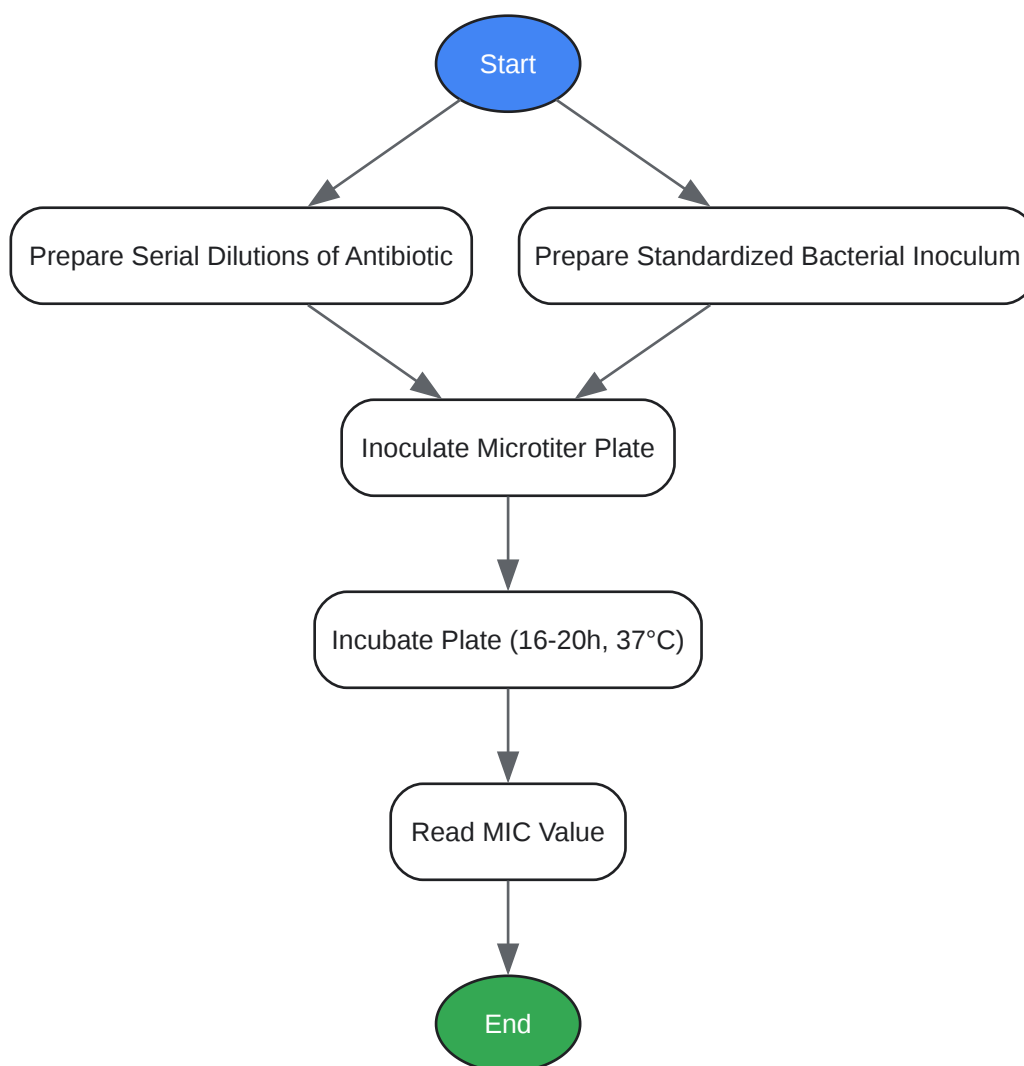 Start
Prepare Serial Dilutions of Antibiotic
Prepare Standardized Bacterial Inoculum
Inoculate Microtiter Plate
Incubate Plate (16-20h, 37°C)
Read MIC Value
End